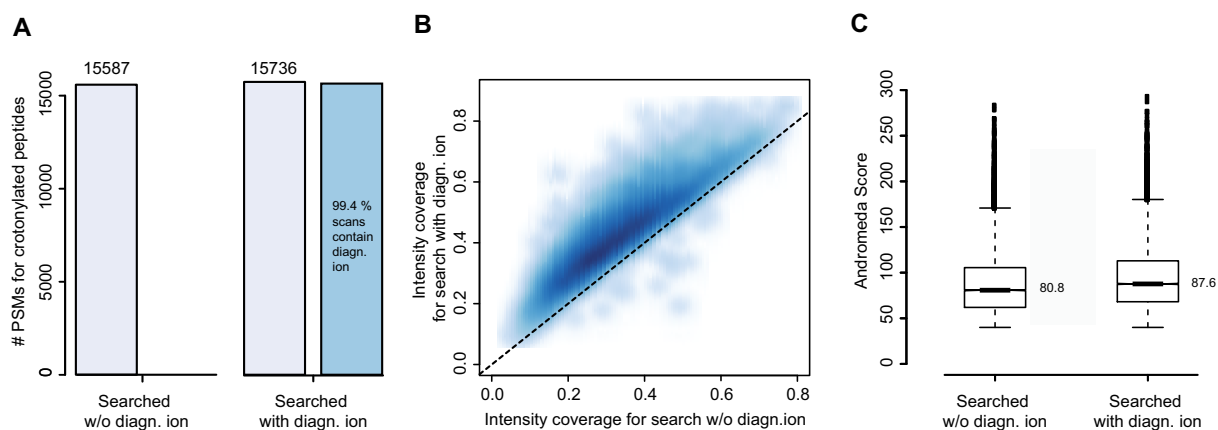 A
# PSMs for crotonylated peptides
0
5000
10000
15000
15587
15736
99.4 %
scans
contain
diagn.
ion
Searched
w/o diagn. ion
Searched
with diagn. ion
B
Intensity coverage
for search with diagn. ion
0.0
0.2
0.4
0.6
0.8
0.0
0.2
0.4
0.6
0.8
Intensity coverage for search w/o diagn.ion
C
Andromeda Score
0
50
100
150
200
250
300
80.8
87.6
Searched
w/o diagn. ion
Searched
with diagn. ion